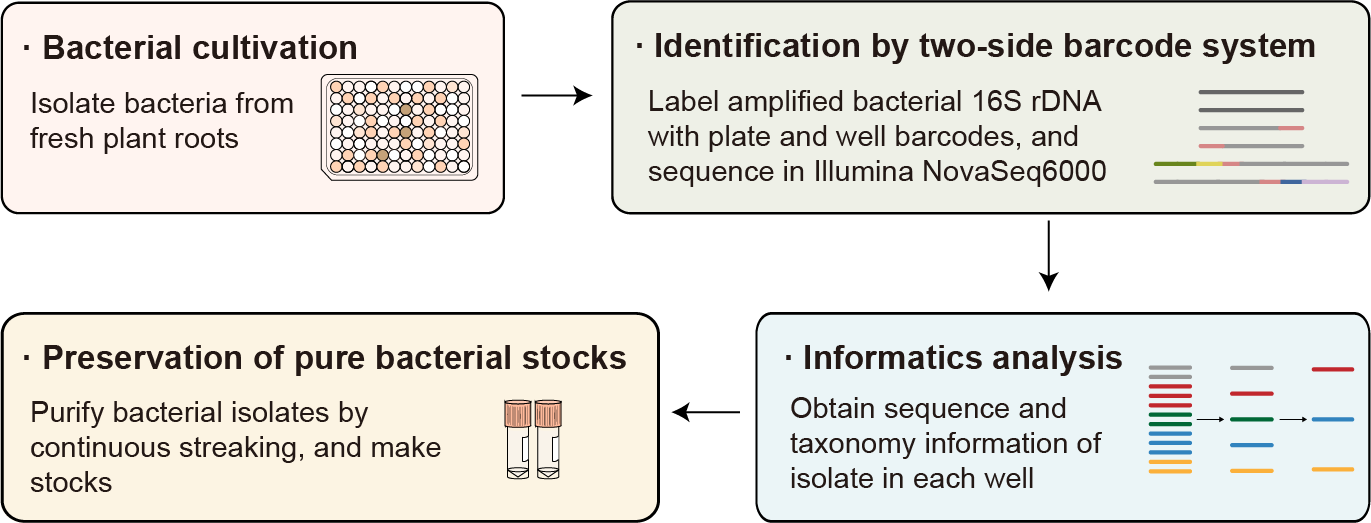 · Bacterial cultivation
Isolate bacteria from
fresh plant roots
· Identification by two-side barcode system
Label amplified bacterial 16S rDNA
with plate and well barcodes, and
sequence in Illumina NovaSeq6000
· Informatics analysis
Obtain sequence and
taxonomy information of
isolate in each well
· Preservation of pure bacterial stocks
Purify bacterial isolates by
continuous streaking, and make
stocks